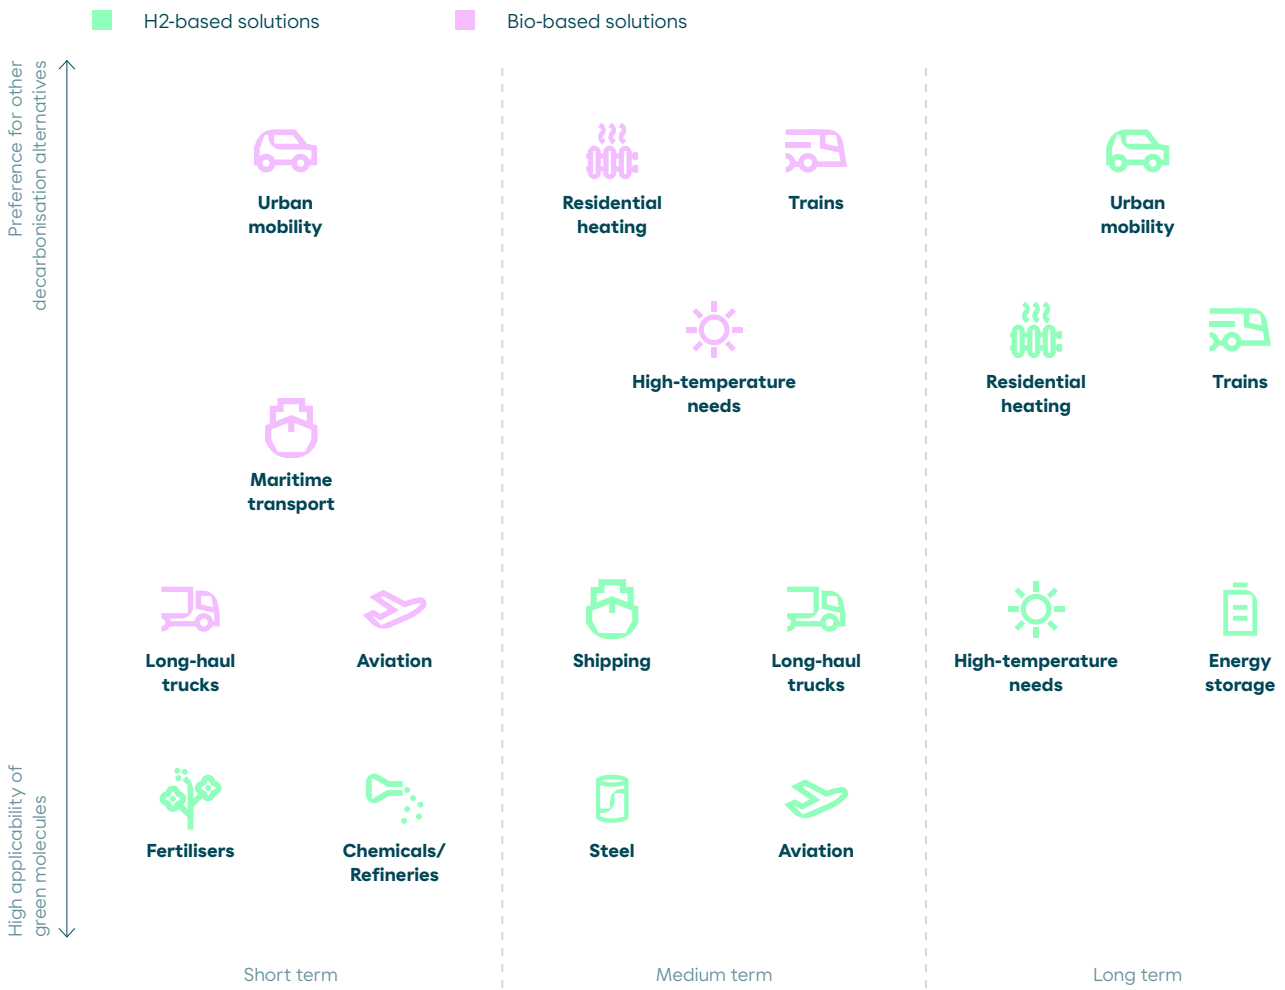 H2-based solutions
Bio-based solutions
Preference for other
decarbonisation alternatives
Urban
mobility
Residential
heating
Trains
Urban
mobility
High-temperature
needs
Residential
heating
Trains
Maritime
transport
Long-haul
trucks
Aviation
Shipping
Long-haul
trucks
High-temperature
needs
Energy
storage
High applicability of
green molecules
Fertilisers
Chemicals/
Refineries
Steel
Aviation
Short term
Medium term
Long term